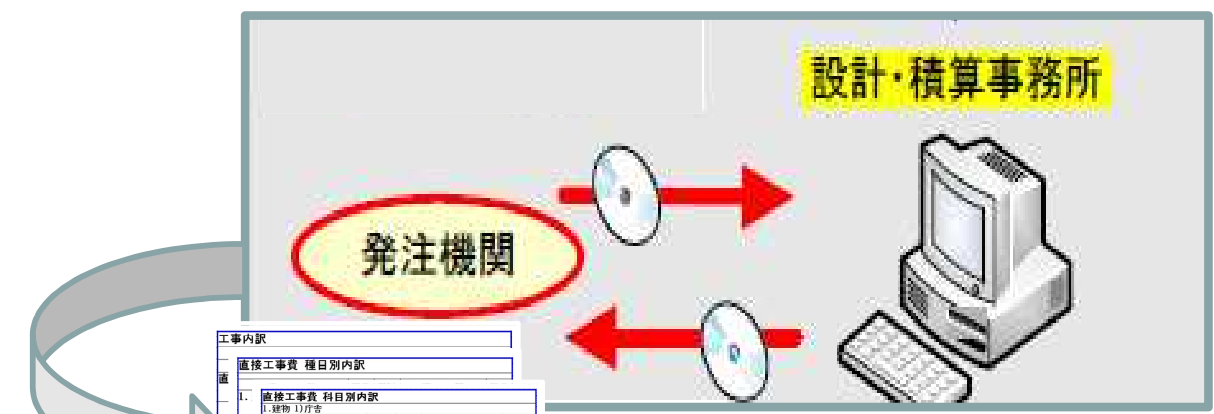 設計・積算事務所
発注機関
工事内訳
直接工事費 種目別内訳
直
1. 直接工事費 科目別内訳
1.建物 1)庁舎